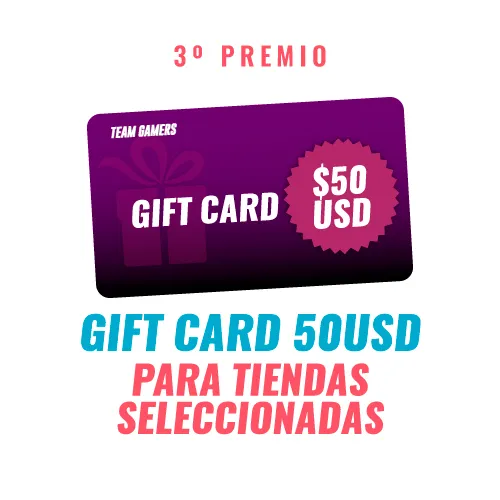 3º PREMIO
TEAM GAMERS
GIFT CARD
$50
USD
GIFT CARD 50USD
PARA TIENDAS
SELECCIONADAS